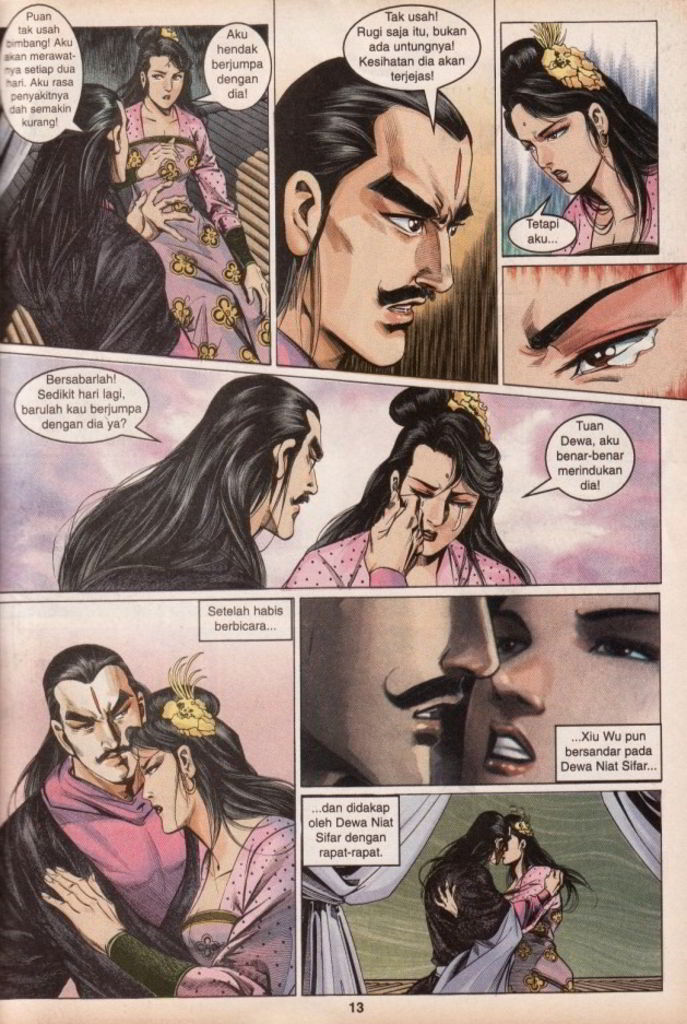 Puan
tak usah
bimbang! Aku
akan merawat-
nya setiap dua
hari. Aku rasa
penyakitnya
dah semakin
kurang!
Aku
hendak
berjumpa
dengan
dia!
Tak usah!
Rugi saja itu, bukan
ada untungnya!
Kesihatan dia akan
terjejas!
Tetapi
aku...
Bersabarlah!
Sedikit hari lagi,
barulah kau berjumpa
dengan dia ya?
Tuan
Dewa, aku
benar-benar
merindukan
dia!
Setelah habis
berbicara...
...Xiu Wu pun
bersandar pada
Dewa Niat Sifar...
...dan didakap
oleh Dewa Niat
Sifar dengan
rapat-rapat.
13